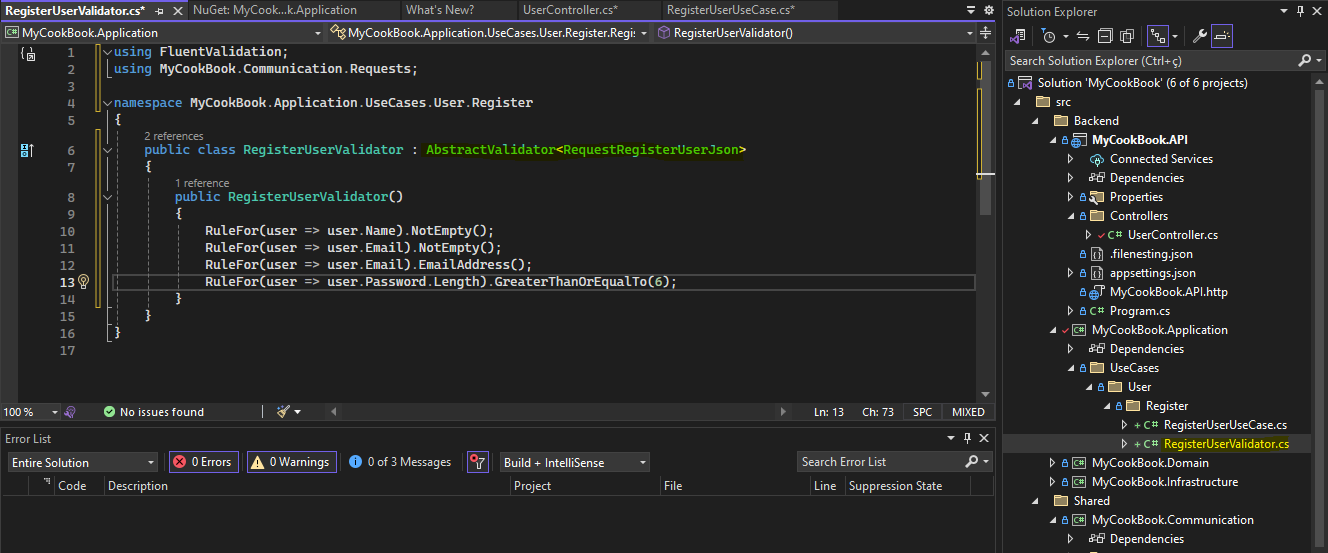 RegisterUserValidator.cs*
NuGet: MyCook...k.Application
What's New?
UserController.cs*
RegisterUserUseCase.cs*
MyCookBook.Application
MyCookBook.Application.UseCases.User.Register.Regi
RegisterUserValidator()
1 using FluentValidation;
2 using MyCookBook.Communication.Requests;
3
4 namespace MyCookBook.Application.UseCases.User.Register
5 {
2 references
6 public class RegisterUserValidator : AbstractValidator<RequestRegisterUserJson>
7 {
1 reference
8 public RegisterUserValidator()
9 {
10 RuleFor(user => user.Name).NotEmpty();
11 RuleFor(user => user.Email).NotEmpty();
12 RuleFor(user => user.Email).EmailAddress();
13 RuleFor(user => user.Password.Length).GreaterThanOrEqualTo(6);
14 }
15 }
16 }
17
100 % No issues found Ln: 13 Ch: 73 SPC MIXED
Error List
Entire Solution 0 Errors 0 Warnings 0 of 3 Messages Build + IntelliSense Search Error List
Code Description Project File Line Suppression State
Solution Explorer
Search Solution Explorer (Ctrl+ç)
Solution 'MyCookBook' (6 of 6 projects)
src
Backend
MyCookBook.API
Connected Services
Dependencies
Properties
Controllers
C# UserController.cs
.filenesting.json
appsettings.json
MyCookBook.API.http
C# Program.cs
C# MyCookBook.Application
Dependencies
UseCases
User
Register
+ C# RegisterUserUseCase.cs
+ C# RegisterUserValidator.cs
C# MyCookBook.Domain
C# MyCookBook.Infrastructure
Shared
C# MyCookBook.Communication
Dependencies